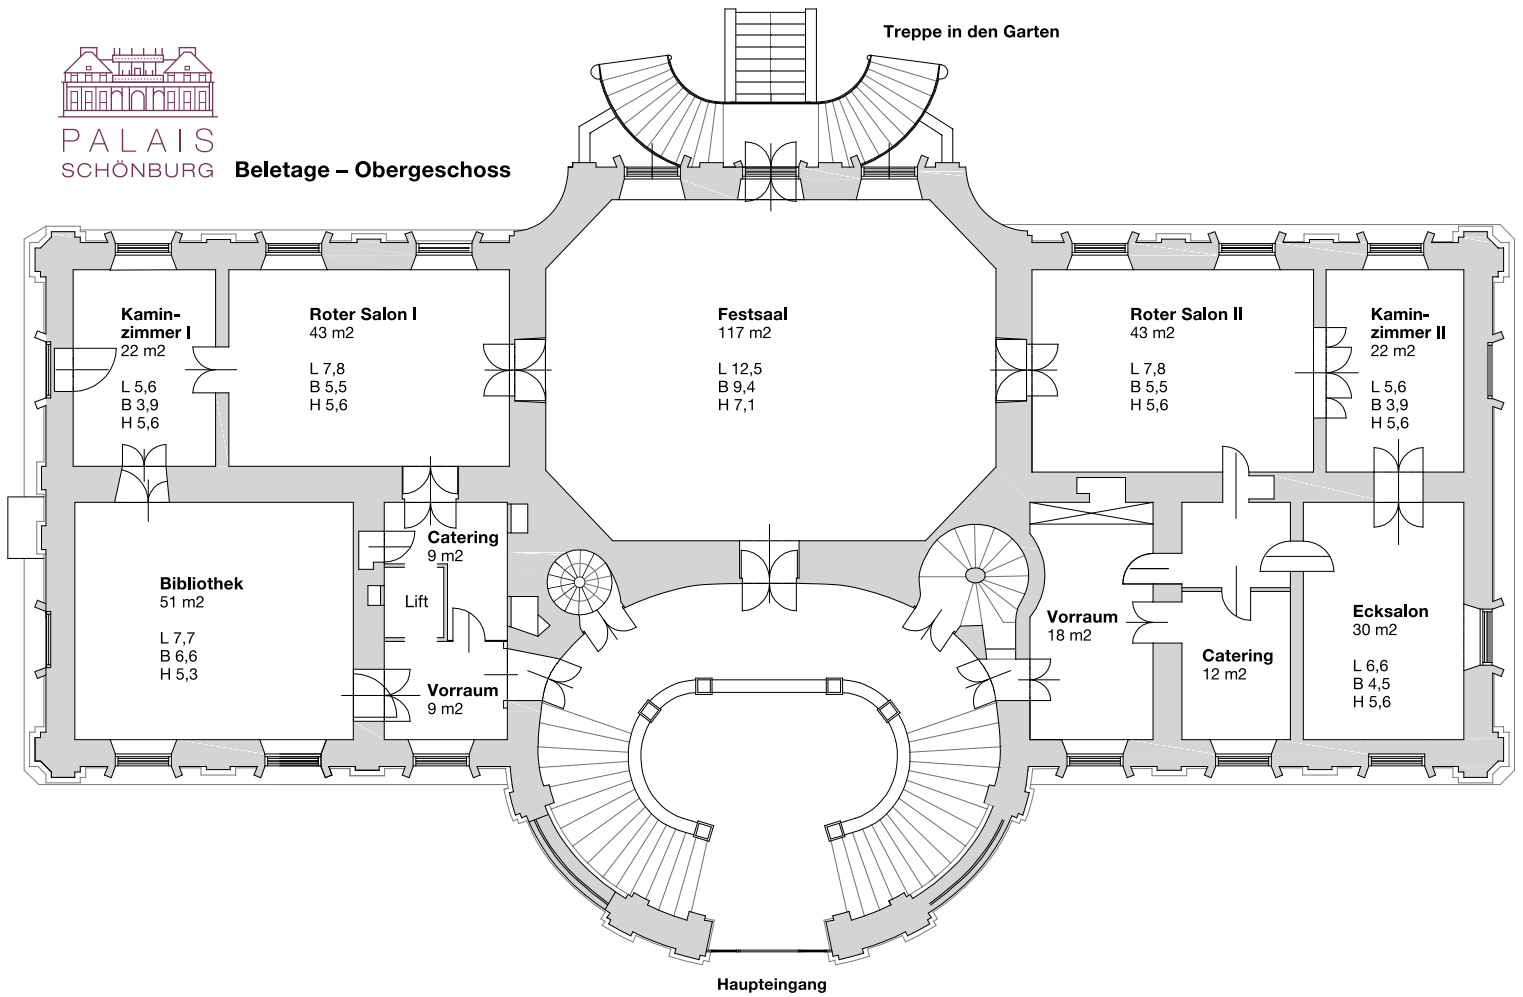 Treppe in den Garten
PALAIS
SCHÖNBURG
Beletage – Obergeschoss
Kamin-
zimmer I
22 m2
L 5,6
B 3,9
H 5,6
Roter Salon I
43 m2
L 7,8
B 5,5
H 5,6
Festsaal
117 m2
L 12,5
B 9,4
H 7,1
Roter Salon II
43 m2
L 7,8
B 5,5
H 5,6
Kamin-
zimmer II
22 m2
L 5,6
B 3,9
H 5,6
Bibliothek
51 m2
L 7,7
B 6,6
H 5,3
Catering
9 m2
Lift
Vorraum
9 m2
Vorraum
18 m2
Catering
12 m2
Ecksalon
30 m2
L 6,6
B 4,5
H 5,6
Haupteingang